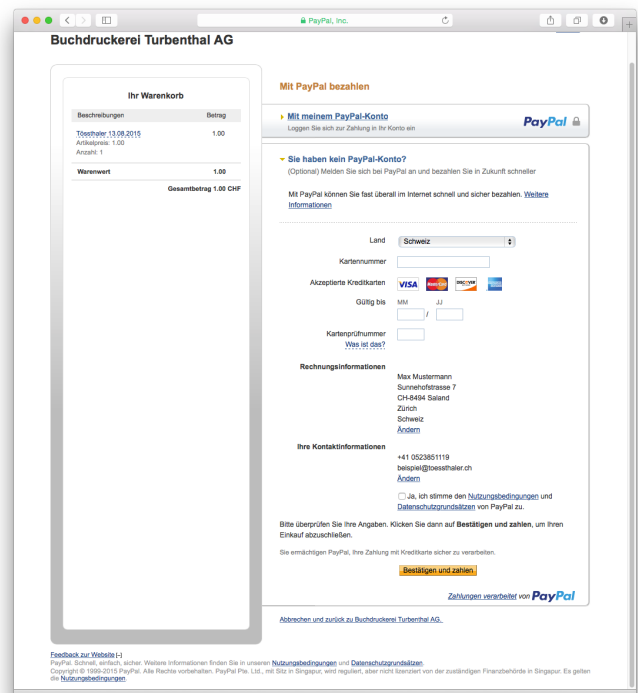 PayPal, Inc.
Buchdruckerei Turbenthal AG
Ihr Warenkorb
Beschreibungen Betrag
Tössthaler 13.08.2015 1.00
Artikelpreis: 1.00
Anzahl: 1
Warenwert 1.00
Gesamtbetrag 1.00 CHF
Mit PayPal bezahlen
Mit meinem PayPal-Konto
Loggen Sie sich zur Zahlung in Ihr Konto ein
PayPal
Sie haben kein PayPal-Konto?
(Optional) Melden Sie sich bei PayPal an und bezahlen Sie in Zukunft schneller
Mit PayPal können Sie fast überall im Internet schnell und sicher bezahlen. Weitere
Informationen
Land Schweiz
Kartennummer
Akzeptierte Kreditkarten VISA MasterCard DISCOVER
Gültig bis MM JJ
/
Kartenprüfnummer
Was ist das?
Rechnungsinformationen
Max Mustermann
Sunnehofstrasse 7
CH-8494 Saland
Zürich
Schweiz
Ändern
Ihre Kontaktinformationen
+41 0523851119
beispiel@toessthaler.ch
Ändern
Ja, ich stimme den Nutzungsbedingungen und
Datenschutzgrundsätzen von PayPal zu.
Bitte überprüfen Sie Ihre Angaben. Klicken Sie dann auf Bestätigen und zahlen, um Ihren
Einkauf abzuschließen.
Sie ermächtigen PayPal, Ihre Zahlung mit Kreditkarte sicher zu verarbeiten.
Bestätigen und zahlen
Zahlungen verarbeitet von PayPal
Abbrechen und zurück zu Buchdruckerei Turbenthal AG.
Feedback zur Website [-]
PayPal. Schnell, einfach, sicher. Weitere Informationen finden Sie in unseren Nutzungsbedingungen und Datenschutzgrundsätzen.
Copyright © 1999-2015 PayPal. Alle Rechte vorbehalten. PayPal Pte. Ltd., mit Sitz in Singapur, wird reguliert, aber nicht lizenziert von der zuständigen Finanzbehörde in Singapur. Es gelten
die Nutzungsbedingungen.